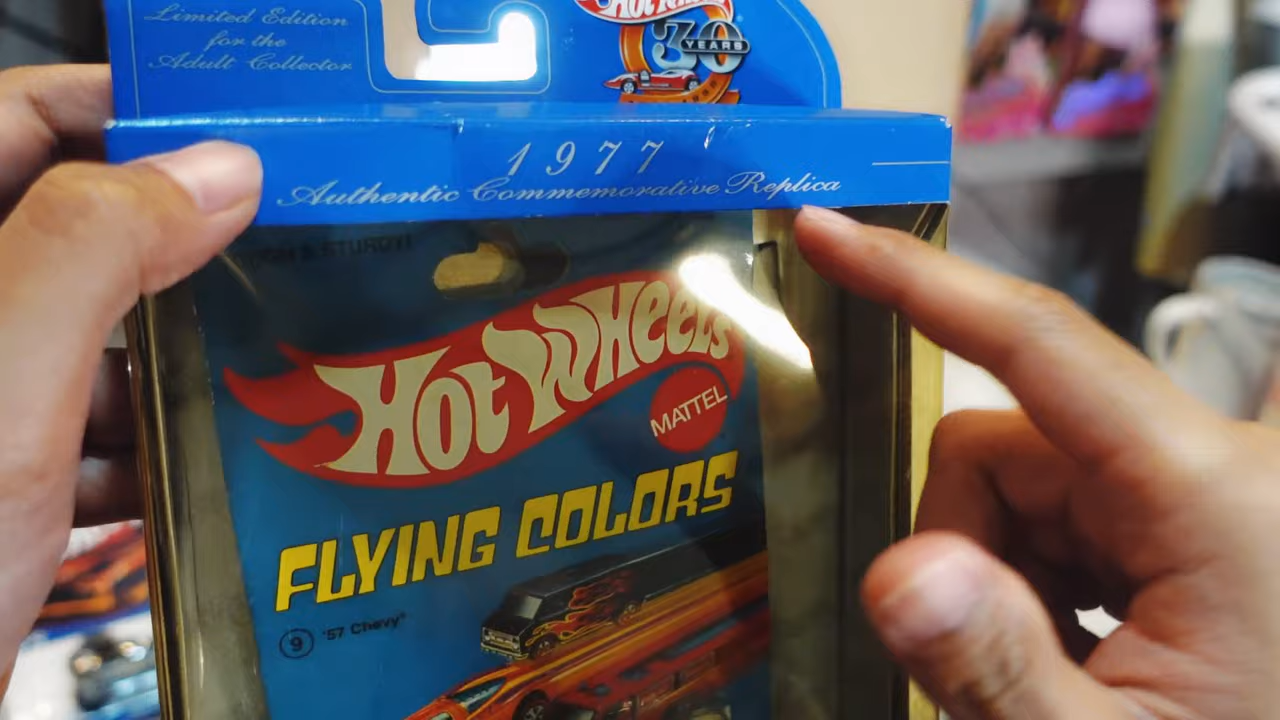 Limited Edition
for the
Adult Collector
Hot Wheels
30
YEARS
1977
Authentic Commemorative Replica
& STURDY!
Hot Wheels
MATTEL
FLYING COLORS
9 '57 Chevy*